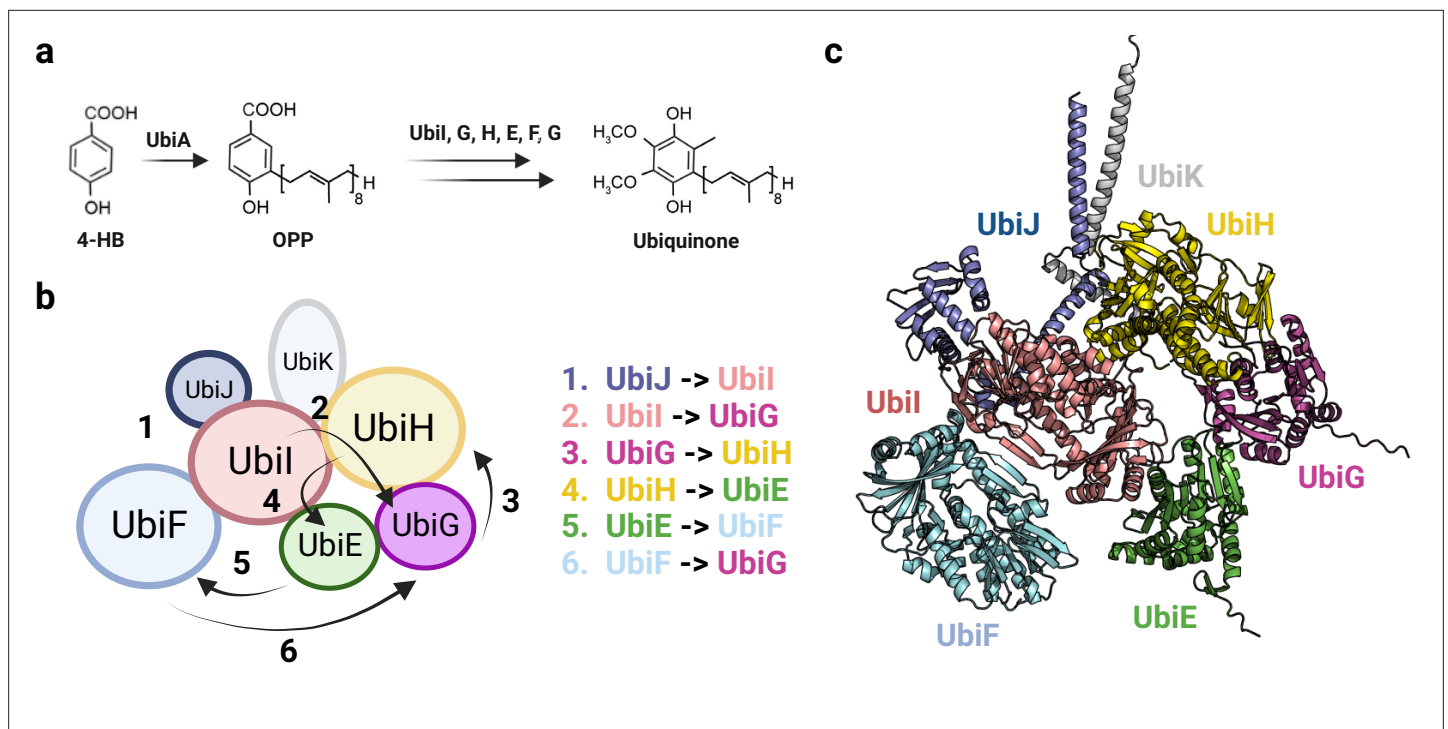 a
COOH
OH
4-HB
UbiA
COOH
OH
8
H
OPP
UbiI, G, H, E, F, G
OH
H₃CO
H₃CO
OH
8
H
Ubiquinone
b
UbiK
UbiJ
1
2
UbiH
UbiI
4
3
UbiF
UbiE
UbiG
5
6
1. UbiJ -> UbiI
2. UbiI -> UbiG
3. UbiG -> UbiH
4. UbiH -> UbiE
5. UbiE -> UbiF
6. UbiF -> UbiG
c
UbiK
UbiJ
UbiH
UbiI
UbiG
UbiE
UbiF